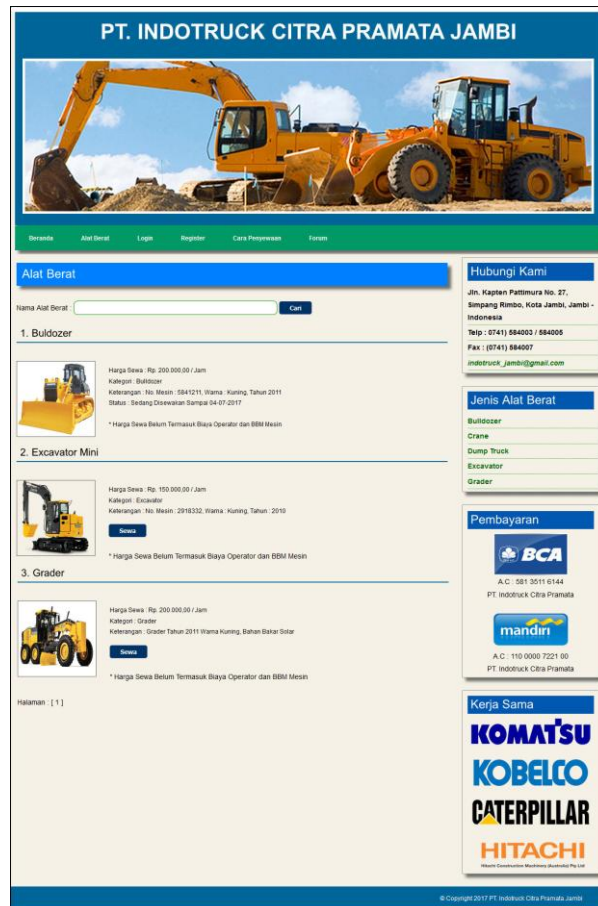 PT. INDOTRUCK CITRA PRAMATA JAMBI
Beranda Alat Berat Login Register Cara Penyewaan Forum
Alat Berat
Nama Alat Berat : Cari
1. Buldozer
Harga Sewa : Rp. 200.000,00 / Jam
Kategori : Bulldozer
Keterangan : No. Mesin : 5841211, Warna : Kuning, Tahun 2011
Status : Sedang Disewakan Sampai 04-07-2017
* Harga Sewa Belum Termasuk Biaya Operator dan BBM Mesin
2. Excavator Mini
Harga Sewa : Rp. 150.000,00 / Jam
Kategori : Excavator
Keterangan : No. Mesin : 2918332, Warna : Kuning, Tahun : 2010
Sewa
* Harga Sewa Belum Termasuk Biaya Operator dan BBM Mesin
3. Grader
Harga Sewa : Rp. 200.000,00 / Jam
Kategori : Grader
Keterangan : Grader Tahun 2011 Warna Kuning, Bahan Bakar Solar
Sewa
* Harga Sewa Belum Termasuk Biaya Operator dan BBM Mesin
Halaman : [ 1 ]
Hubungi Kami
Jln. Kapten Pattimura No. 27,
Simpang Rimbo, Kota Jambi, Jambi -
Indonesia
Telp : 0741) 584003 / 584005
Fax : (0741) 584007
indotruck_jambi@gmail.com
Jenis Alat Berat
Bulldozer
Crane
Dump Truck
Excavator
Grader
Pembayaran
BCA
A.C : 581 3511 6144
PT. Indotruck Citra Pramata
mandiri
A.C : 110 0000 7221 00
PT. Indotruck Citra Pramata
Kerja Sama
KOMATSU
KOBELCO
CATERPILLAR
HITACHI
Hitachi Construction Machinery (Australia) Pty Ltd
© Copyright 2017 PT. Indotruck Citra Pramata Jambi